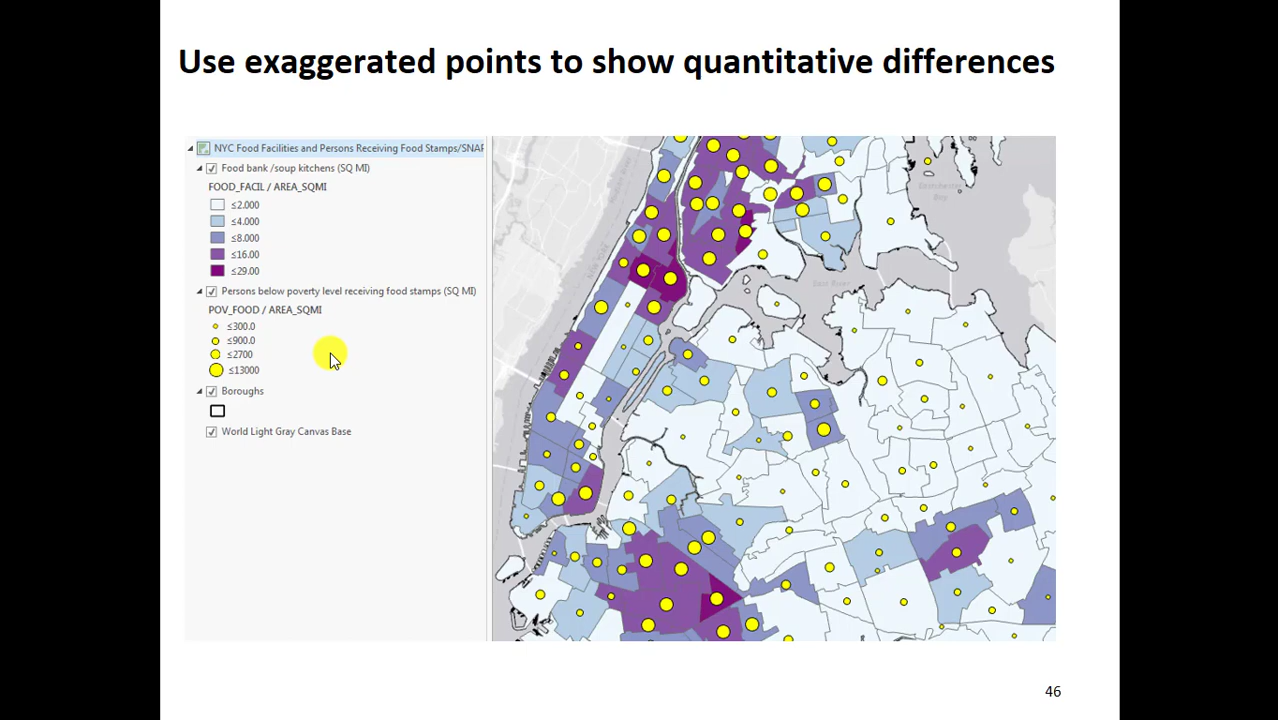 Use exaggerated points to show quantitative differences
NYC Food Facilities and Persons Receiving Food Stamps/SNAP
Food bank /soup kitchens (SQ MI)
FOOD_FACIL / AREA_SQMI
≤2.000
≤4.000
≤8.000
≤16.00
≤29.00
Persons below poverty level receiving food stamps (SQ MI)
POV_FOOD / AREA_SQMI
≤300.0
≤900.0
≤2700
≤13000
Boroughs
World Light Gray Canvas Base
East River
46